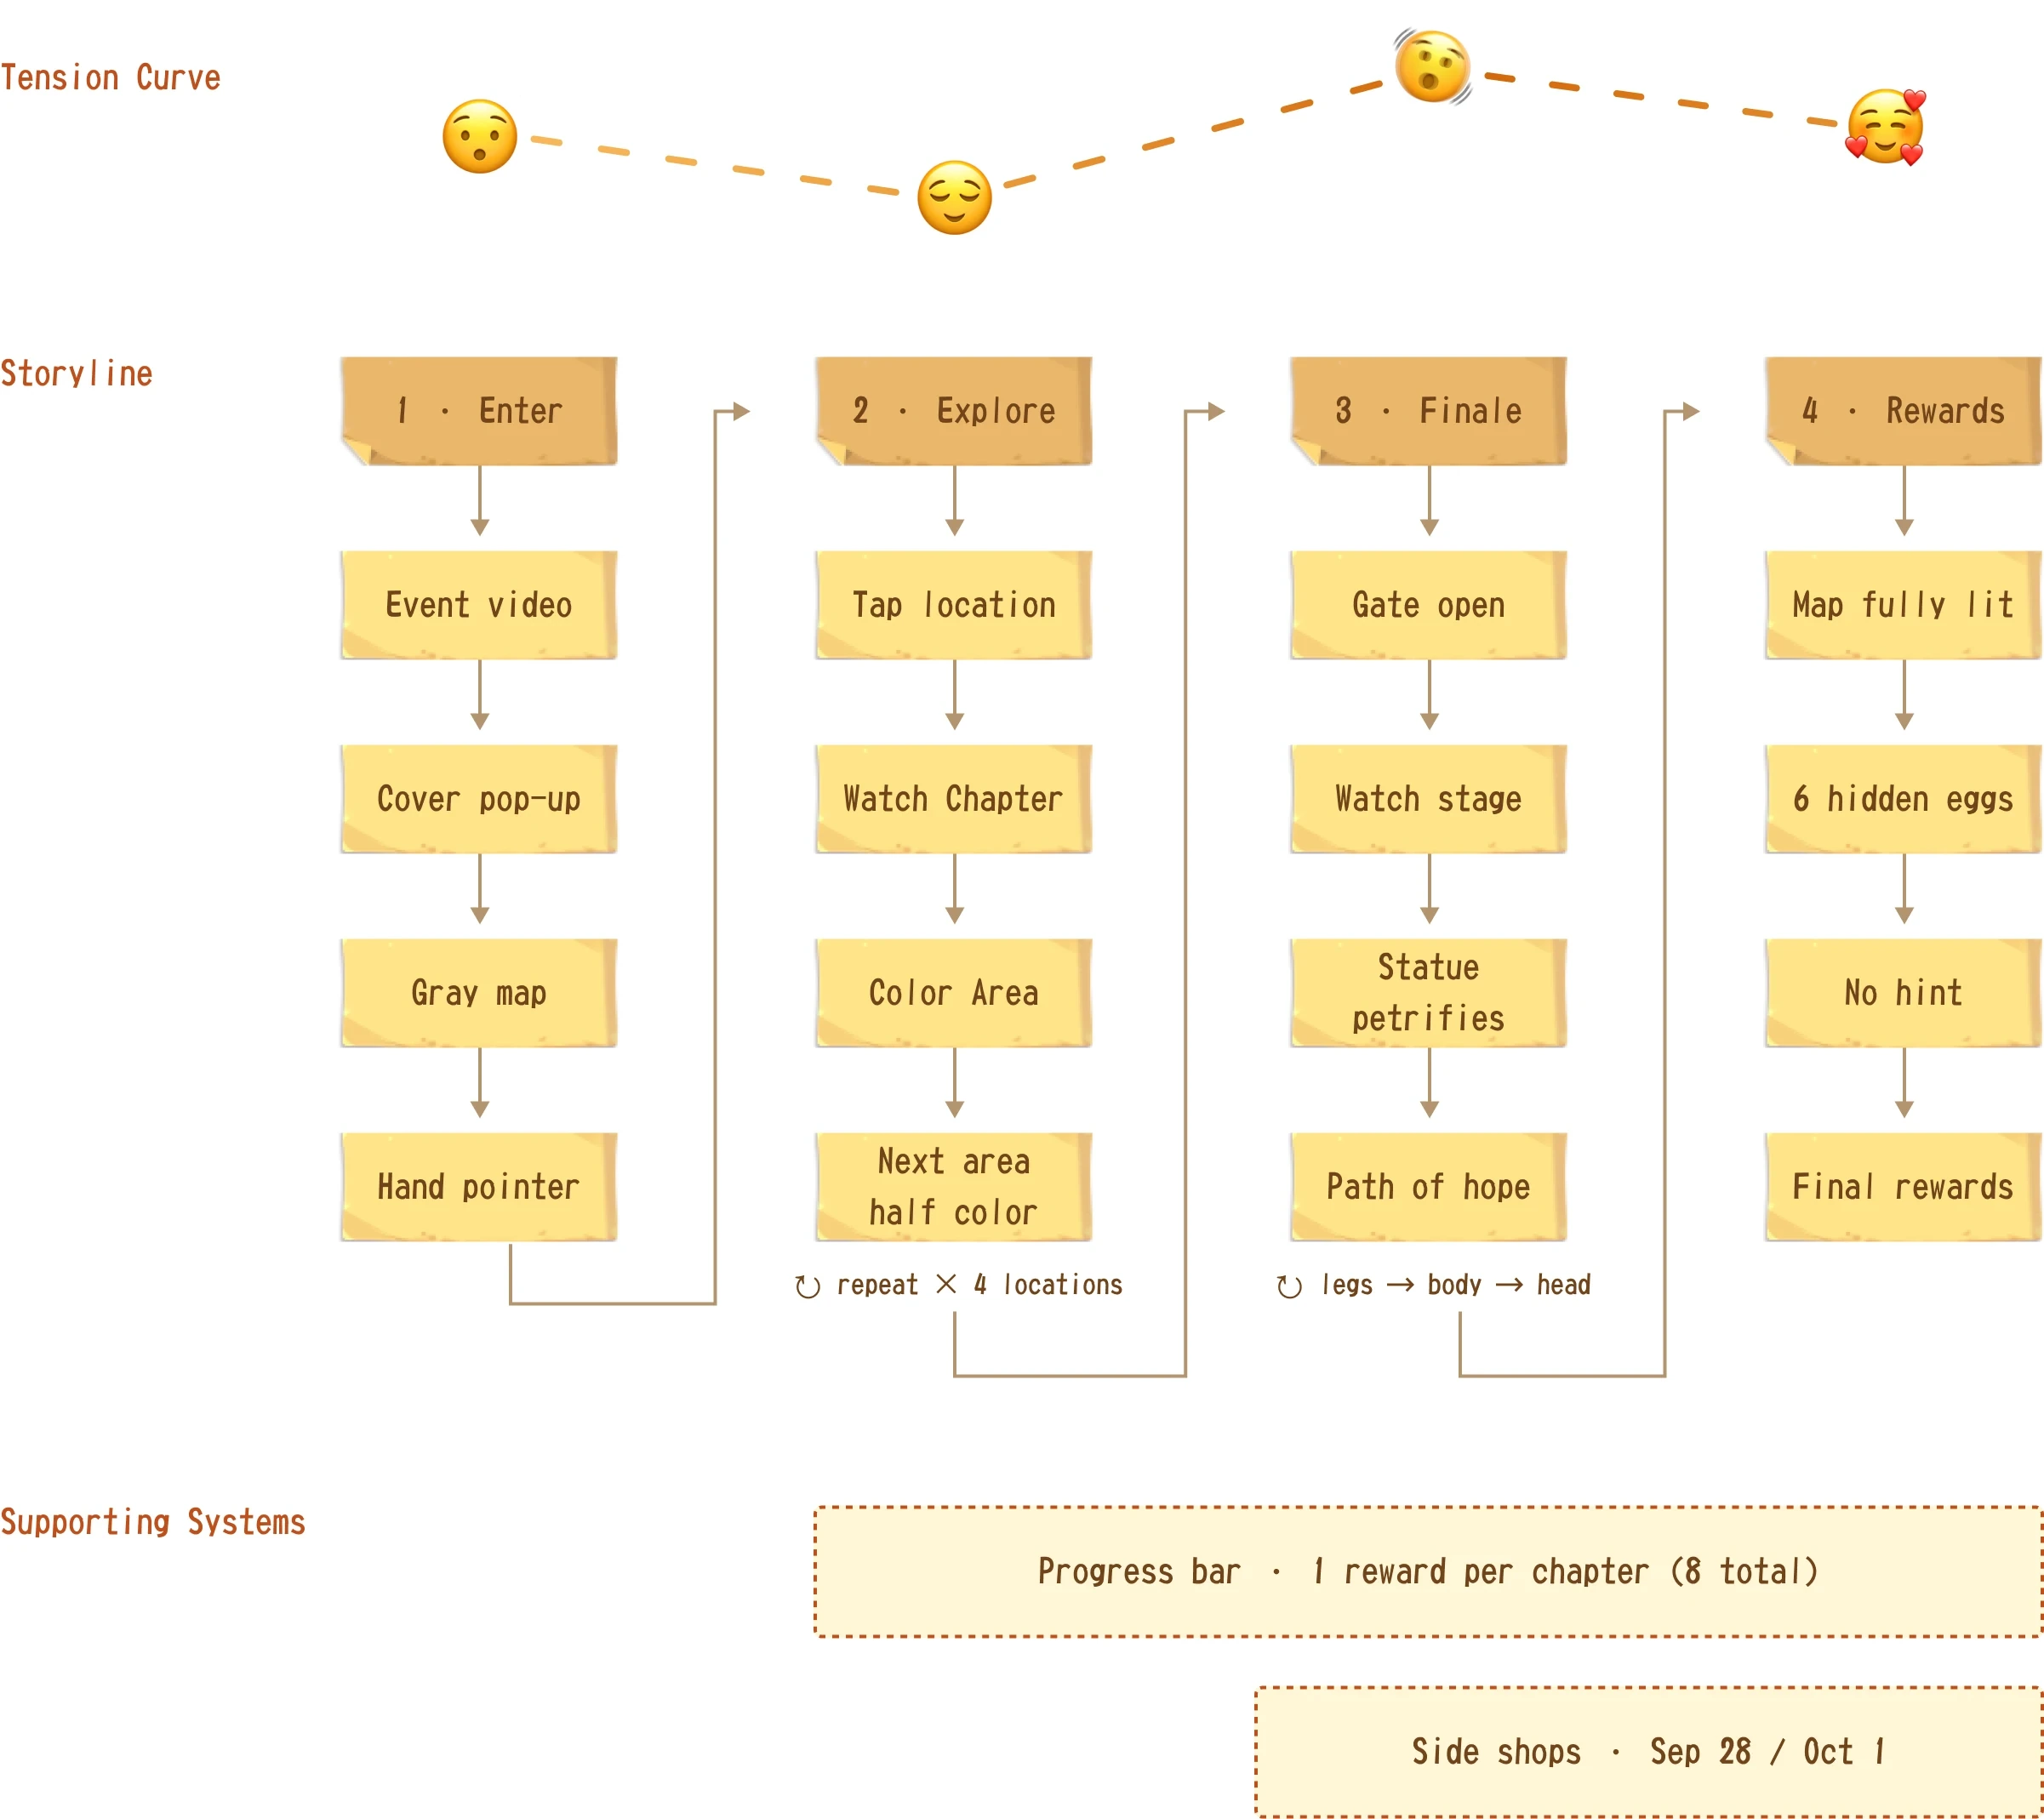 Tension Curve
Storyline
1 · Enter
Event video
Cover pop-up
Gray map
Hand pointer
2 · Explore
Tap location
Watch Chapter
Color Area
Next area
half color
↻ repeat × 4 locations
3 · Finale
Gate open
Watch stage
Statue
petrifies
Path of hope
↻ legs → body → head
4 · Rewards
Map fully lit
6 hidden eggs
No hint
Final rewards
Supporting Systems
Progress bar · 1 reward per chapter (8 total)
Side shops · Sep 28 / Oct 1